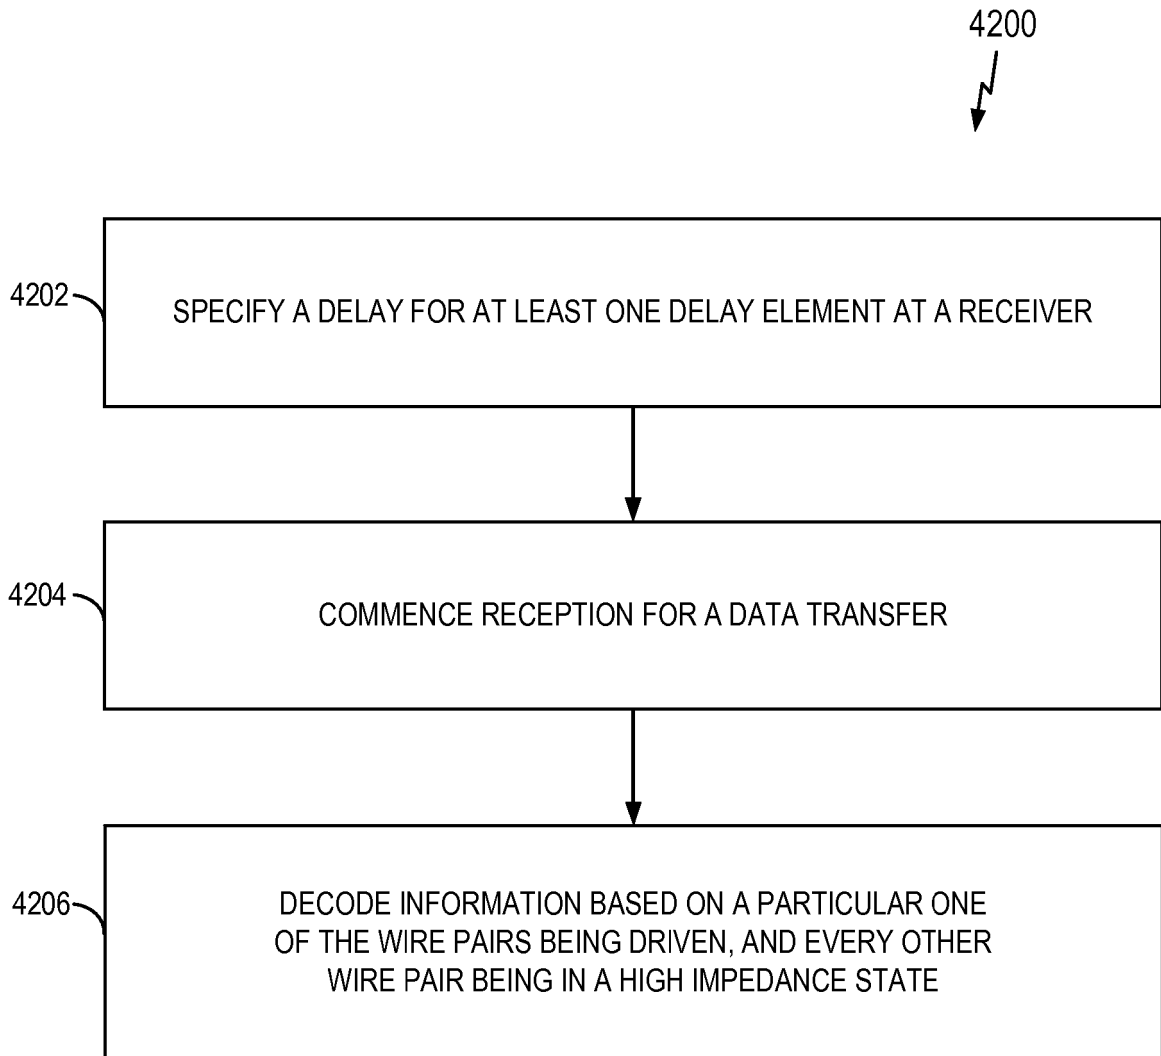 4200
4202
SPECIFY A DELAY FOR AT LEAST ONE DELAY ELEMENT AT A RECEIVER
4204
COMMENCE RECEPTION FOR A DATA TRANSFER
4206
DECODE INFORMATION BASED ON A PARTICULAR ONE
OF THE WIRE PAIRS BEING DRIVEN, AND EVERY OTHER
WIRE PAIR BEING IN A HIGH IMPEDANCE STATE